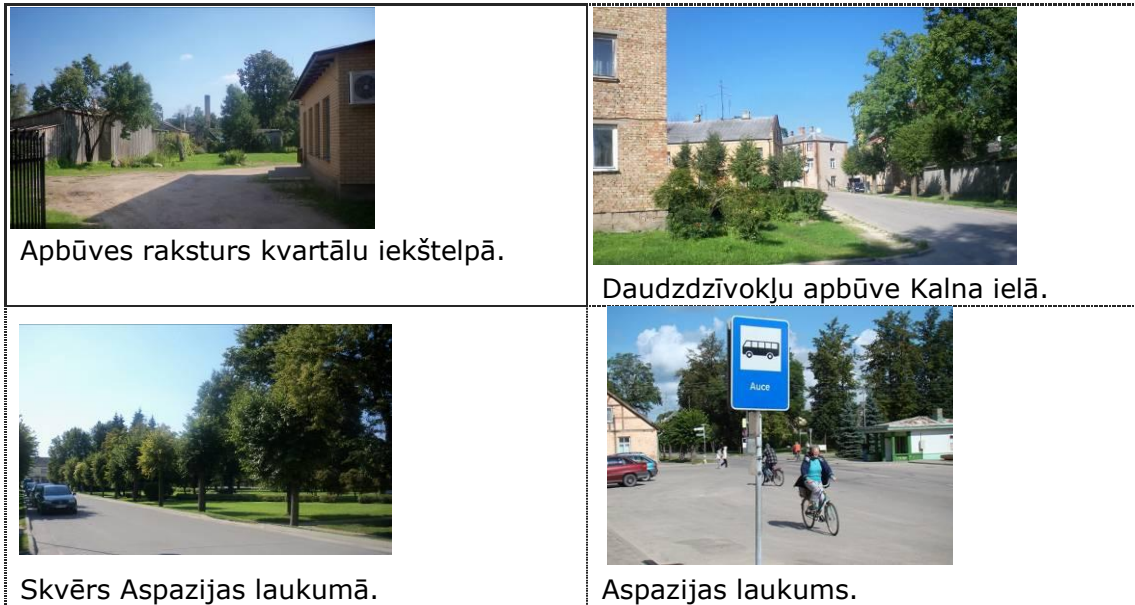 Apbūves raksturs kvartālu iekštelpā.
Daudzdzīvokļu apbūve Kalna ielā.
Auce
Skvērs Aspazijas laukumā.
Aspazijas laukums.